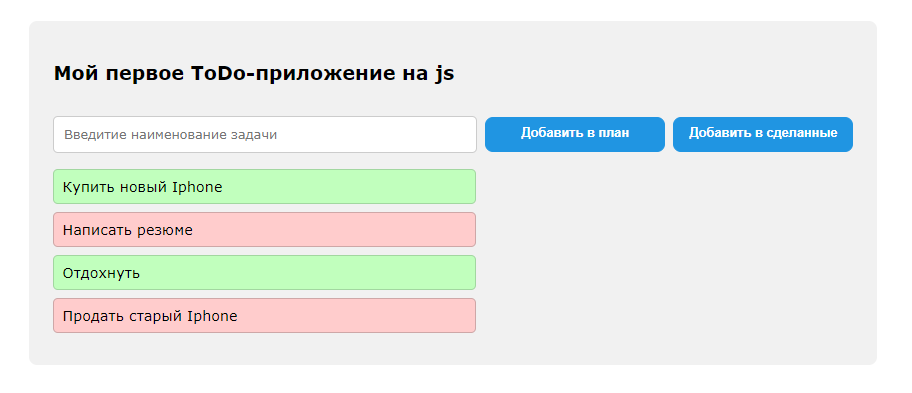 Мой первое ToDo-приложение на js
Введитие наименование задачи
Добавить в план
Добавить в сделанные
Купить новый Iphone
Написать резюме
Отдохнуть
Продать старый Iphone